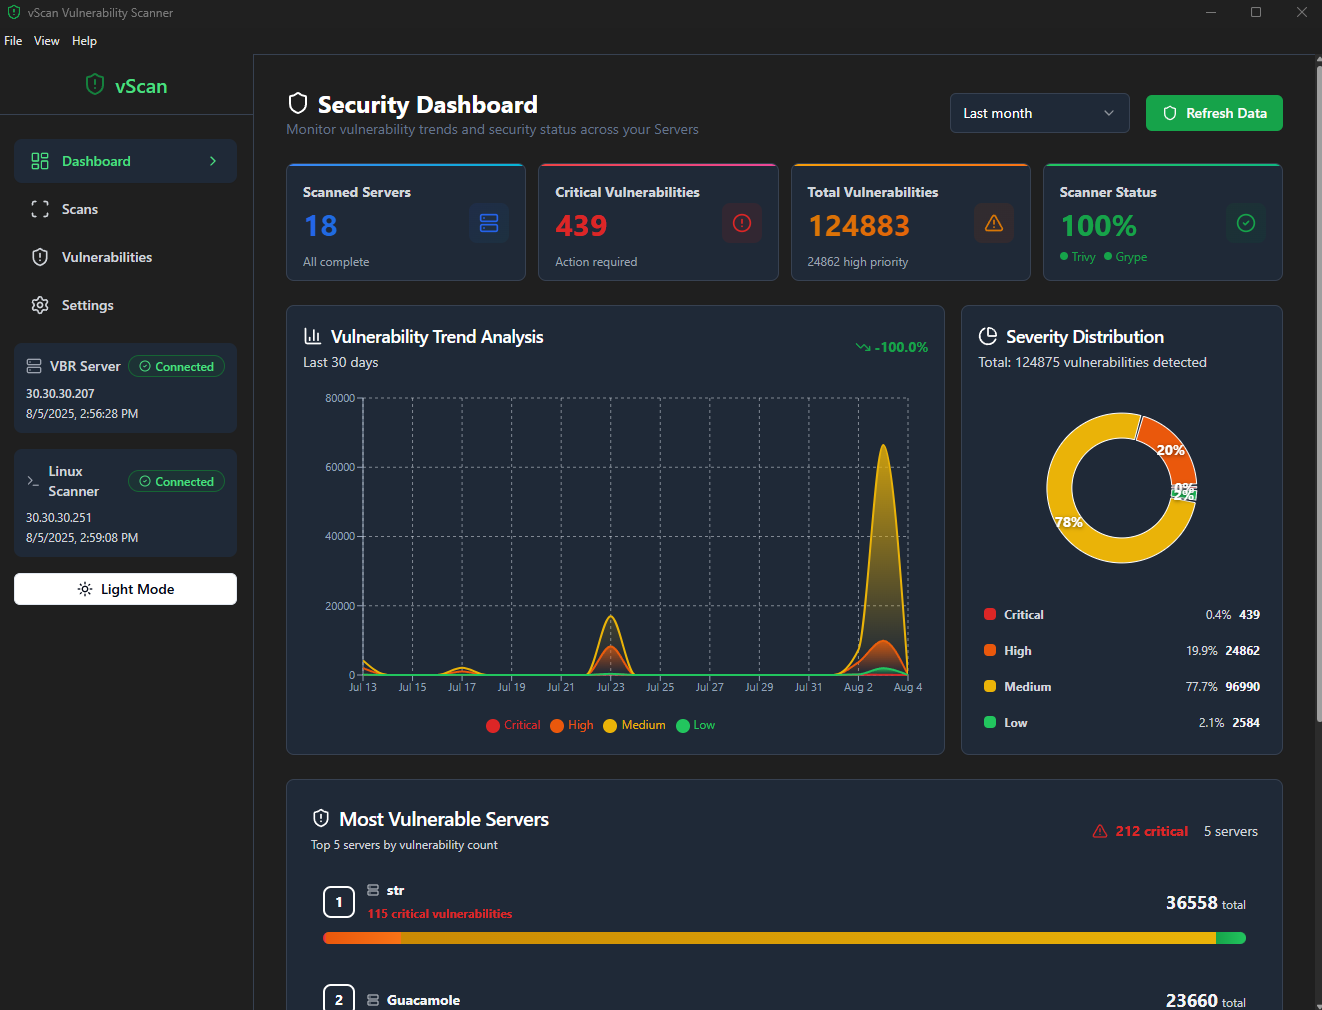 vScan Vulnerability Scanner
File View Help
vScan
Dashboard
Scans
Vulnerabilities
Settings
VBR Server Connected
30.30.30.207
8/5/2025, 2:56:28 PM
Linux Scanner Connected
30.30.30.251
8/5/2025, 2:59:08 PM
Light Mode
Security Dashboard
Monitor vulnerability trends and security status across your Servers
Last month
Refresh Data
Scanned Servers
18
All complete
Critical Vulnerabilities
439
Action required
Total Vulnerabilities
124883
24862 high priority
Scanner Status
100%
Trivy Grype
Vulnerability Trend Analysis
Last 30 days
-100.0%
80000
60000
40000
20000
0
Jul 13 Jul 15 Jul 17 Jul 19 Jul 21 Jul 23 Jul 25 Jul 27 Jul 29 Jul 31 Aug 2 Aug 4
Critical High Medium Low
Severity Distribution
Total: 124875 vulnerabilities detected
20%
0%
2%
78%
Critical 0.4% 439
High 19.9% 24862
Medium 77.7% 96990
Low 2.1% 2584
Most Vulnerable Servers
Top 5 servers by vulnerability count
212 critical 5 servers
1 str
115 critical vulnerabilities
36558 total
2 Guacamole
23660 total